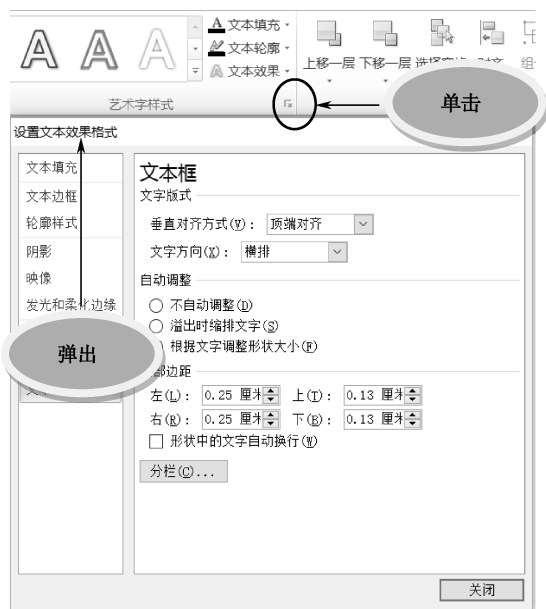 A A A
A 文本填充
文本轮廓
A 文本效果
上移一层 下移一层
艺术字样式
单击
设置文本效果格式
文本填充
文本边框
轮廓样式
阴影
映像
发光和柔化边缘
弹出
文本框
文字版式
垂直对齐方式(V): 顶端对齐
文字方向(X): 横排
自动调整
不自动调整(D)
溢出时缩排文字(S)
根据文字调整形状大小(F)
部边距
左(L): 0.25 厘米 上(T): 0.13 厘米
右(R): 0.25 厘米 下(B): 0.13 厘米
形状中的文字自动换行(W)
分栏(C)...
关闭